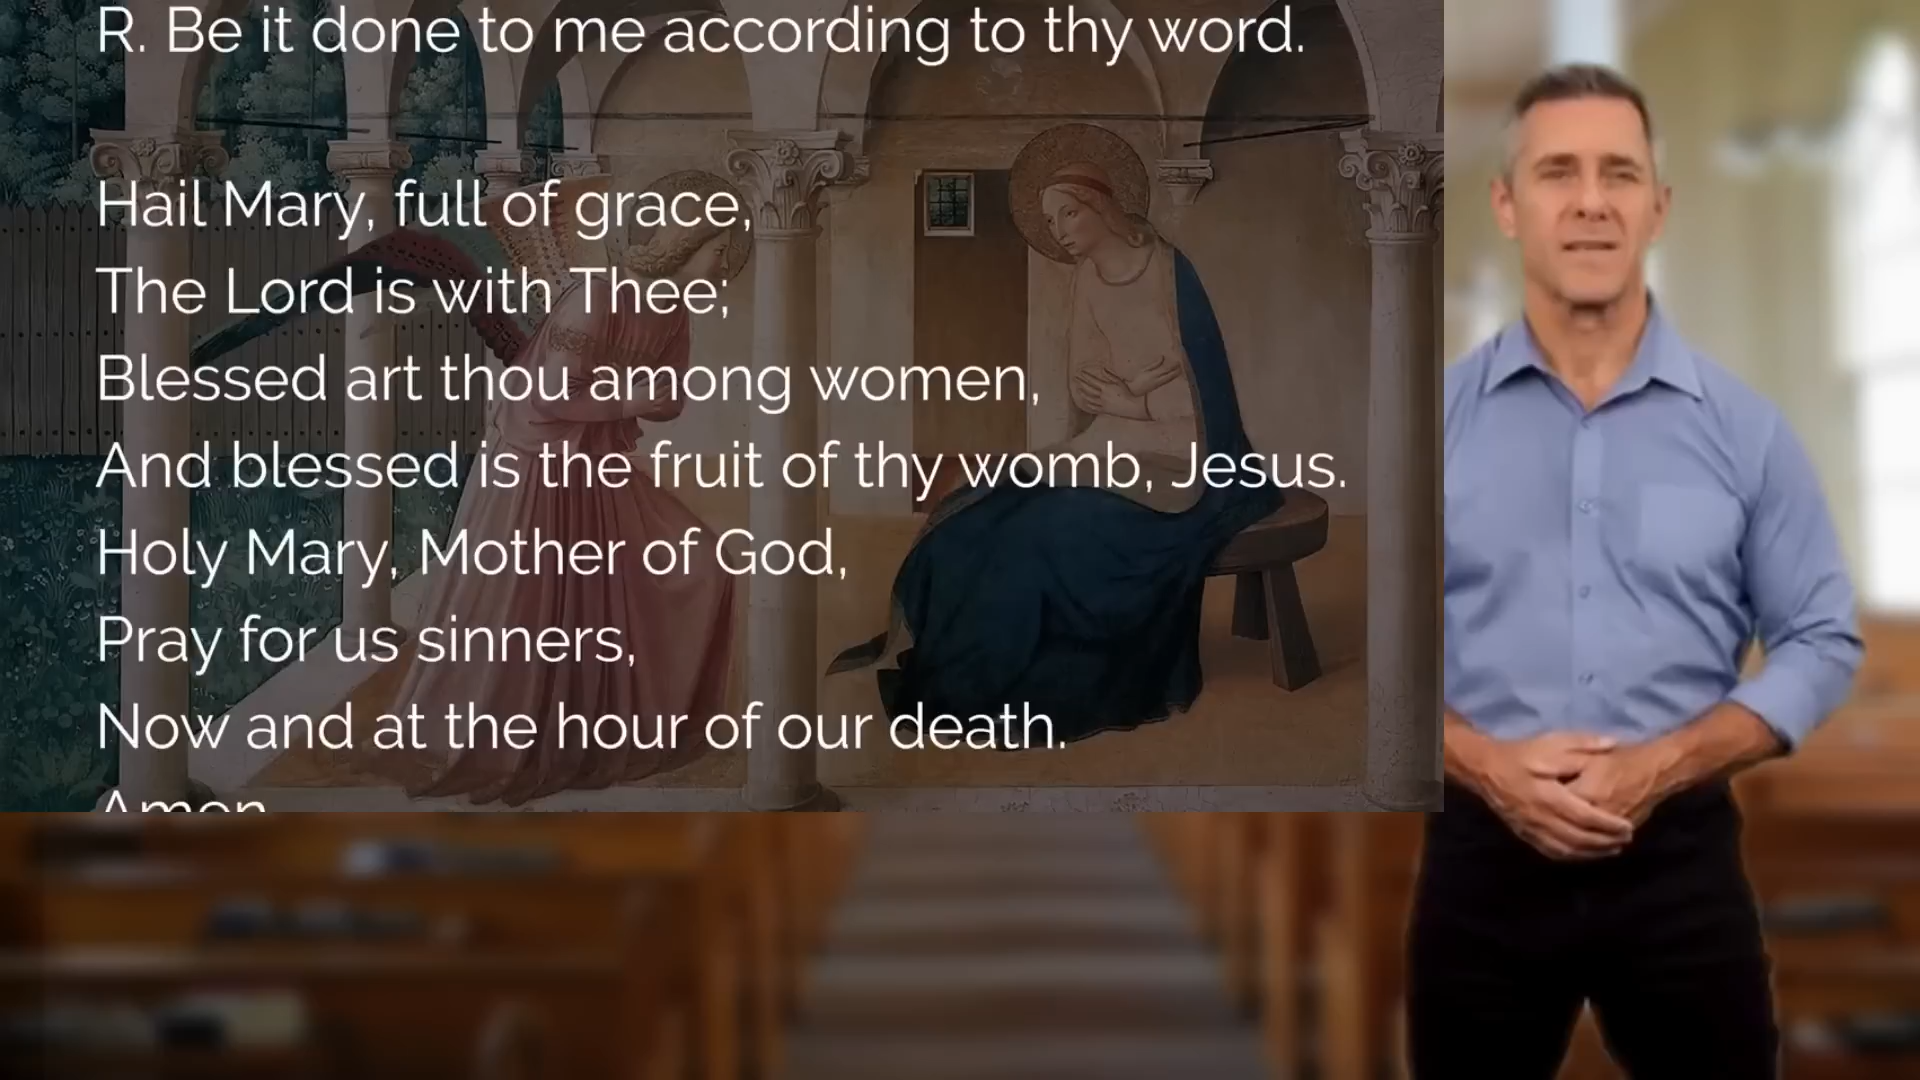 R. Be it done to me according to thy word.
Hail Mary, full of grace,
The Lord is with Thee;
Blessed art thou among women,
And blessed is the fruit of thy womb, Jesus.
Holy Mary, Mother of God,
Pray for us sinners,
Now and at the hour of our death.
Amen